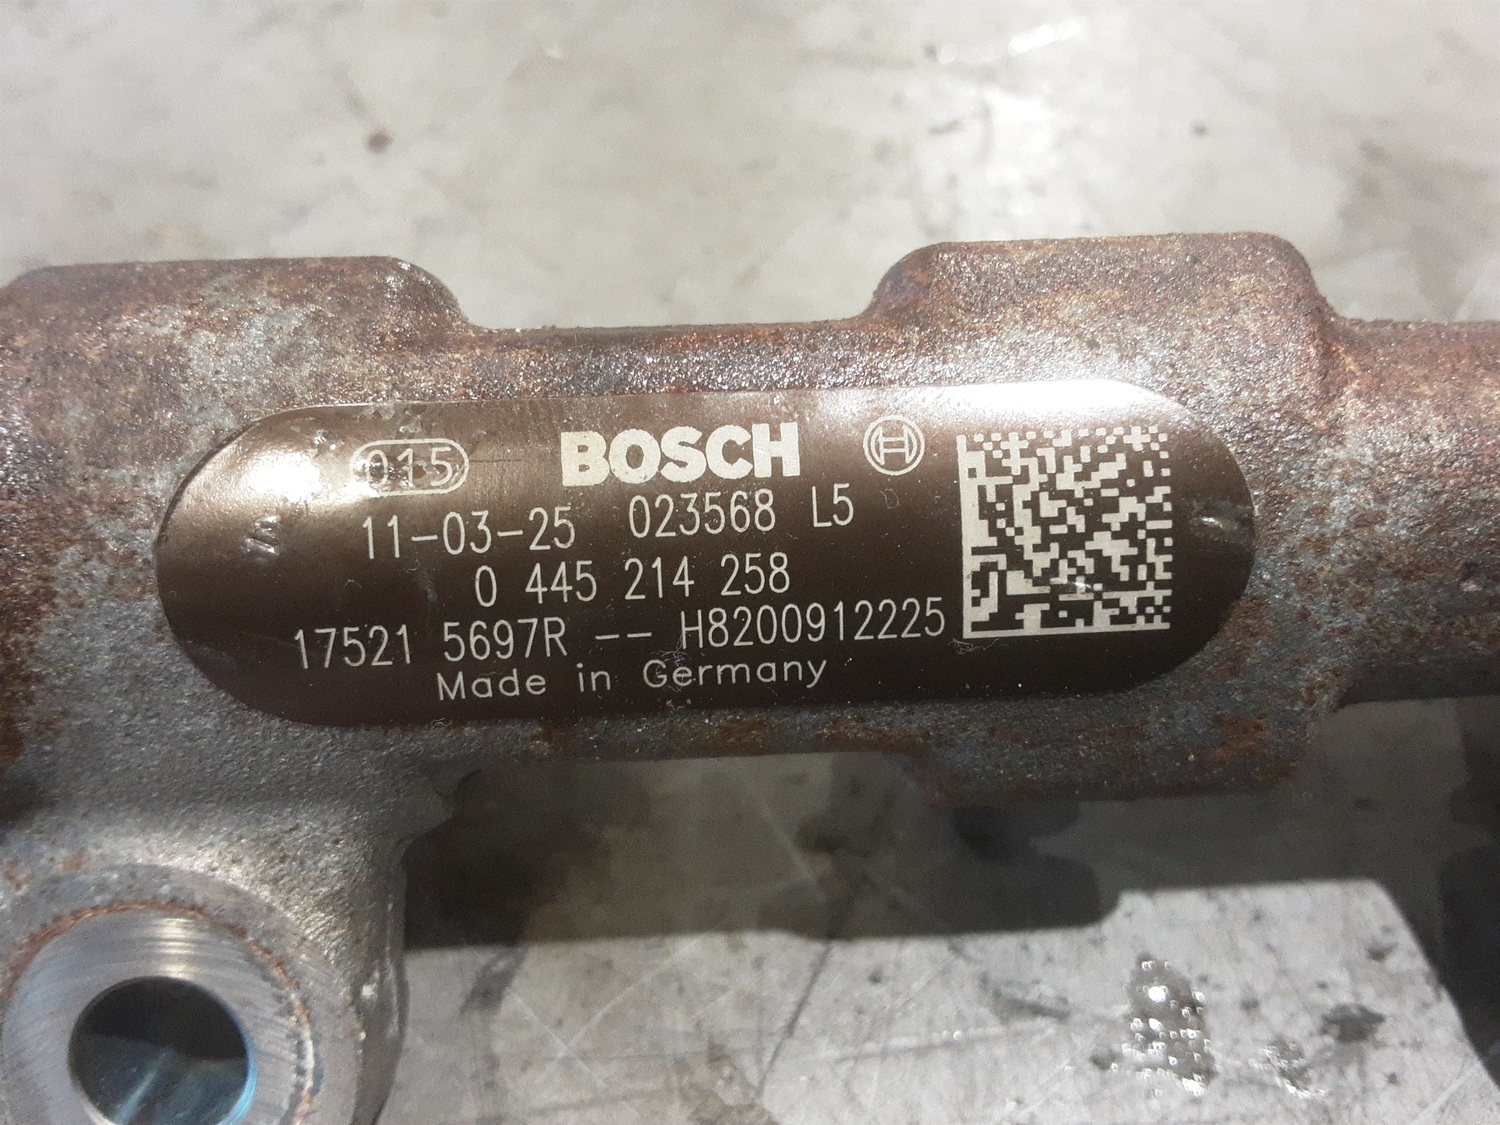 015 BOSCH
11-03-25 023568 L5
0 445 214 258
17521 5697R -- H8200912225
Made in Germany